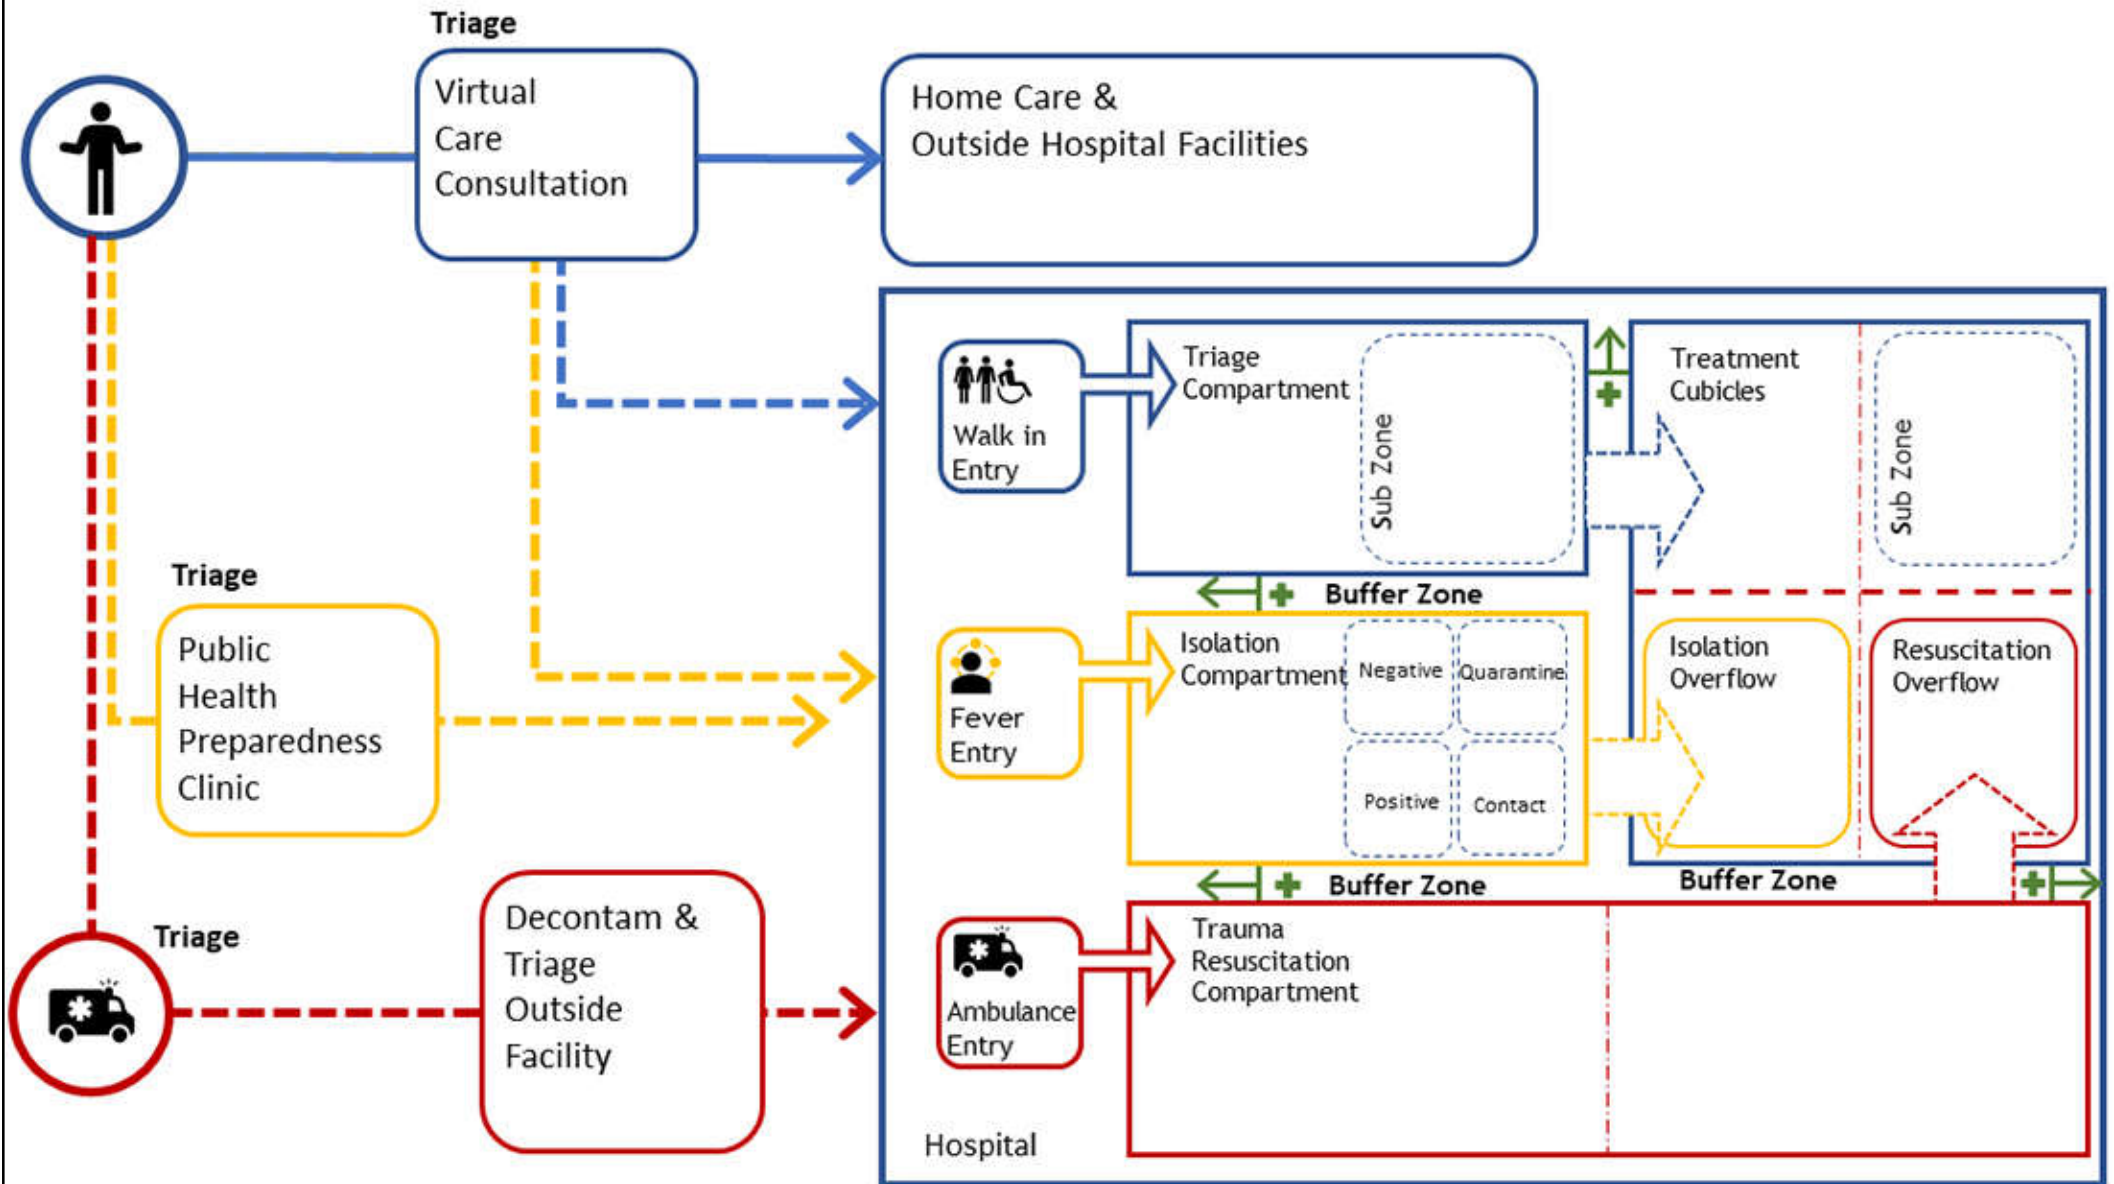 Triage
Virtual
Care
Consultation
Home Care &
Outside Hospital Facilities
Triage
Public
Health
Preparedness
Clinic
Triage
Decontam &
Triage
Outside
Facility
Walk in
Entry
Triage
Compartment
Sub Zone
Treatment
Cubicles
Sub Zone
Buffer Zone
Fever
Entry
Isolation
Compartment
Negative
Quarantine
Positive
Contact
Isolation
Overflow
Resuscitation
Overflow
Buffer Zone
Buffer Zone
Ambulance
Entry
Trauma
Resuscitation
Compartment
Hospital